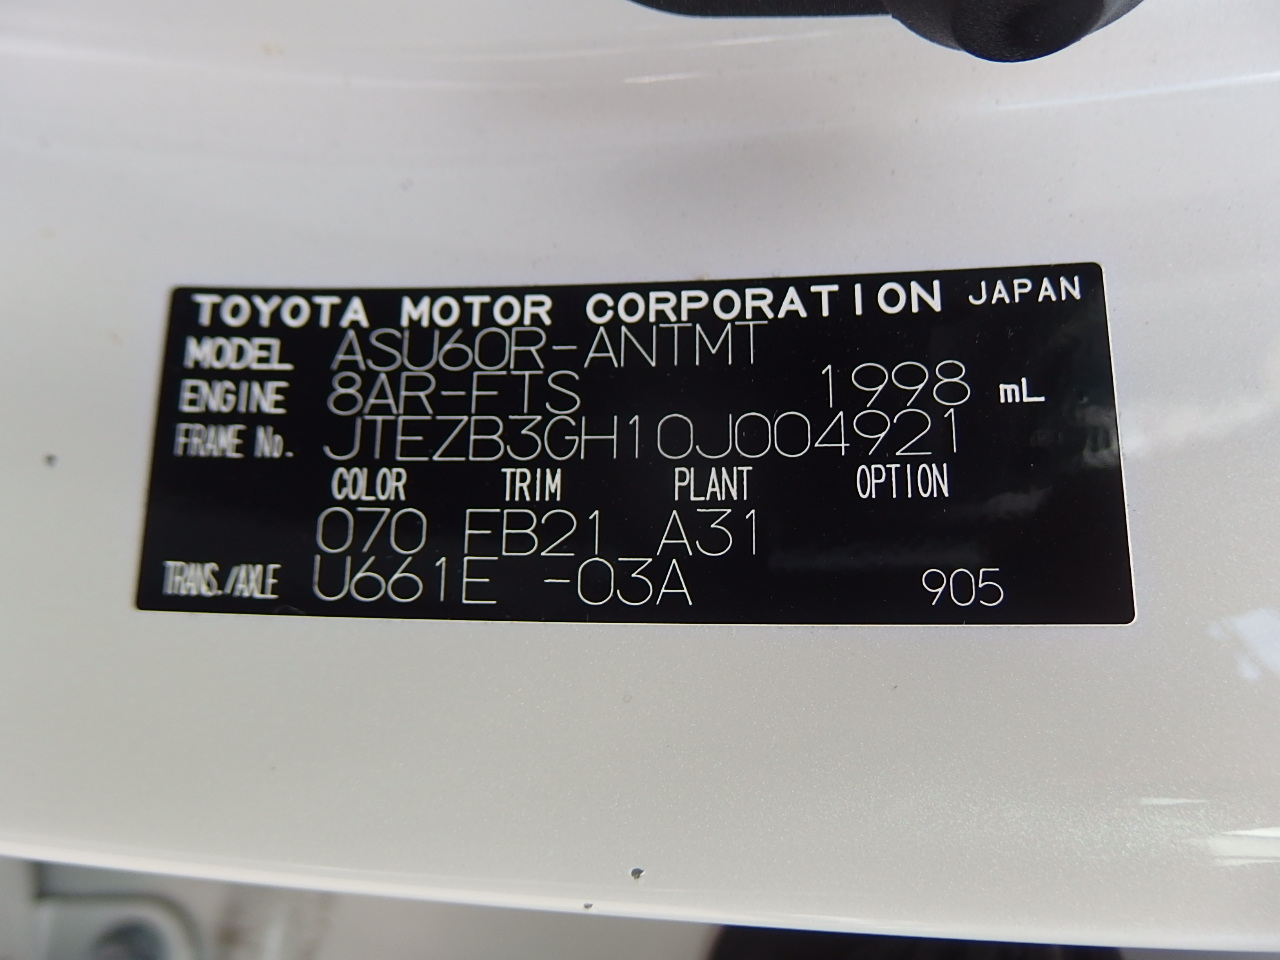 TOYOTA MOTOR CORPORATION JAPAN
MODEL ASU60R-ANTMT
ENGINE 8AR-FTS 1998 mL
FRAME No. JTEZB3GH10J004921
COLOR TRIM PLANT OPTION
070 FB21 A31
TRANS./AXLE U661E -03A 905